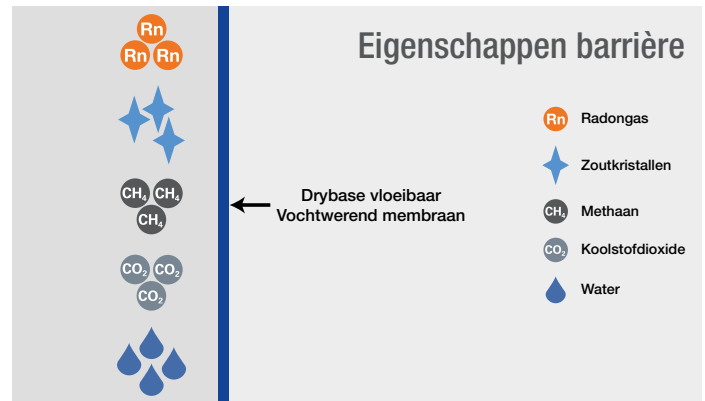 Eigenschappen barrière
Rn
Rn Rn
CH₄ CH₄
CH₄
CO₂ CO₂
CO₂
Drybase vloeibaar
Vochtwerend membraan
Rn Radongas
Zoutkristallen
CH₄ Methaan
CO₂ Koolstofdioxide
Water